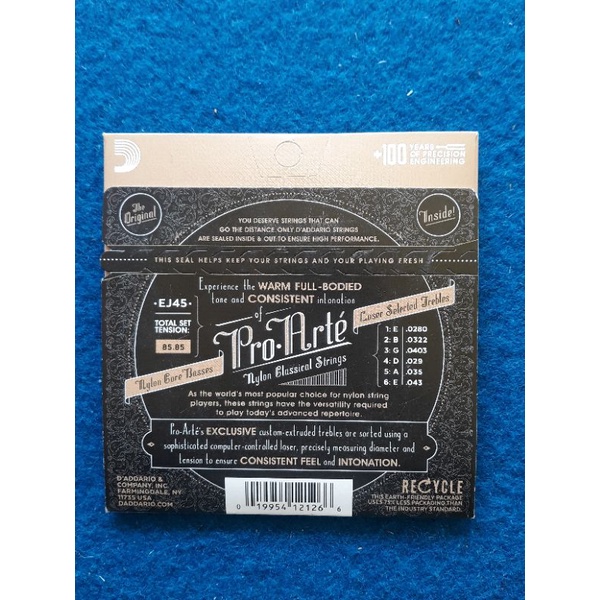 +100 YEARS OF PRECISION ENGINEERING
The Original
Inside!
YOU DESERVE STRINGS THAT CAN
GO THE DISTANCE. ONLY D'ADDARIO STRINGS
ARE SEALED INSIDE & OUT TO ENSURE HIGH PERFORMANCE.
THIS SEAL HELPS KEEP YOUR STRINGS AND YOUR PLAYING FRESH
Experience the WARM FULL-BODIED
tone and CONSISTENT intonation
of
•EJ45•
TOTAL SET
TENSION:
85.85
Nylon Core Basses
Pro•Arté
Nylon Classical Strings
Laser Selected Trebles
1: E .0280
2: B .0322
3: G .0403
4: D .029
5: A .035
6: E .043
As the world's most popular choice for nylon string
players, these strings have the versatility required
to play today's advanced repertoire.
Pro-Arté's EXCLUSIVE custom-extruded trebles are sorted using a
sophisticated computer-controlled laser, precisely measuring diameter and
tension to ensure CONSISTENT FEEL and INTONATION.
D'ADDARIO &
COMPANY, INC.
FARMINGDALE, NY
11735 USA
DADDARIO.COM
0 19954 12126 6
RECYCLE
THIS EARTH-FRIENDLY PACKAGE
USES 75% LESS PACKAGING THAN
THE INDUSTRY STANDARD.